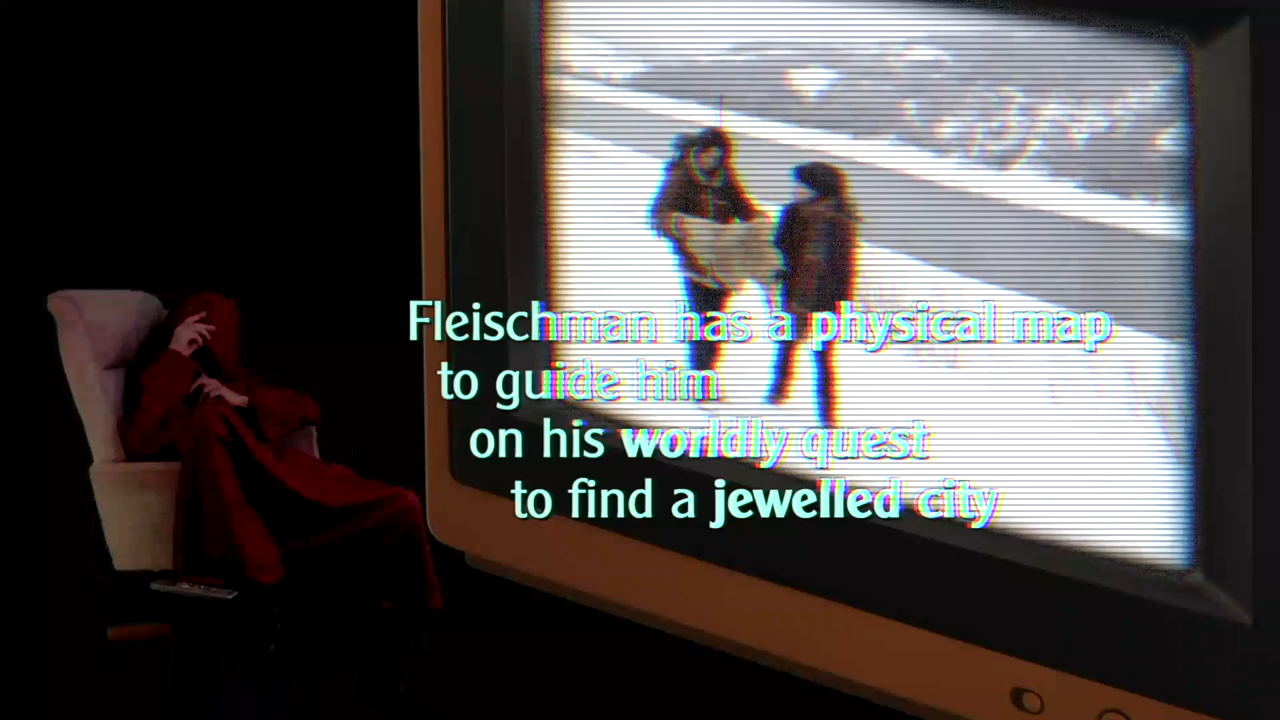 Fleischman has a physical map
to guide him
on his worldly quest
to find a jewelled city